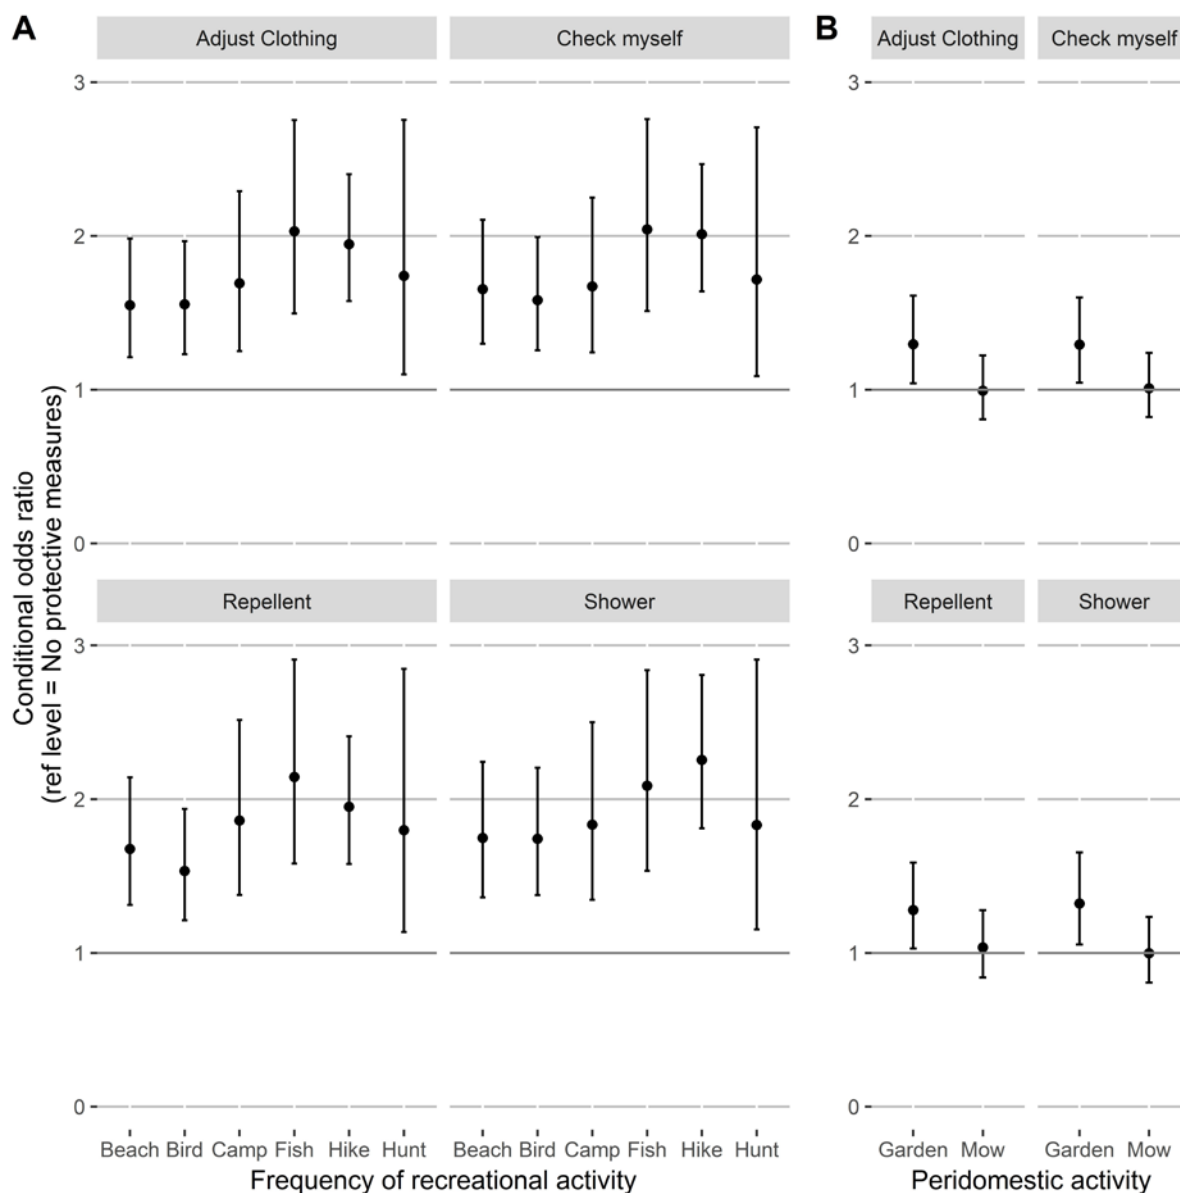 A
B
Adjust Clothing
Check myself
Adjust Clothing
Check myself
3
2
1
0
3
2
1
0
Conditional odds ratio
(ref level = No protective measures)
Repellent
Shower
Repellent
Shower
3
2
1
0
3
2
1
0
Beach Bird Camp Fish Hike Hunt
Beach Bird Camp Fish Hike Hunt
Garden Mow
Garden Mow
Frequency of recreational activity
Peridomestic activity